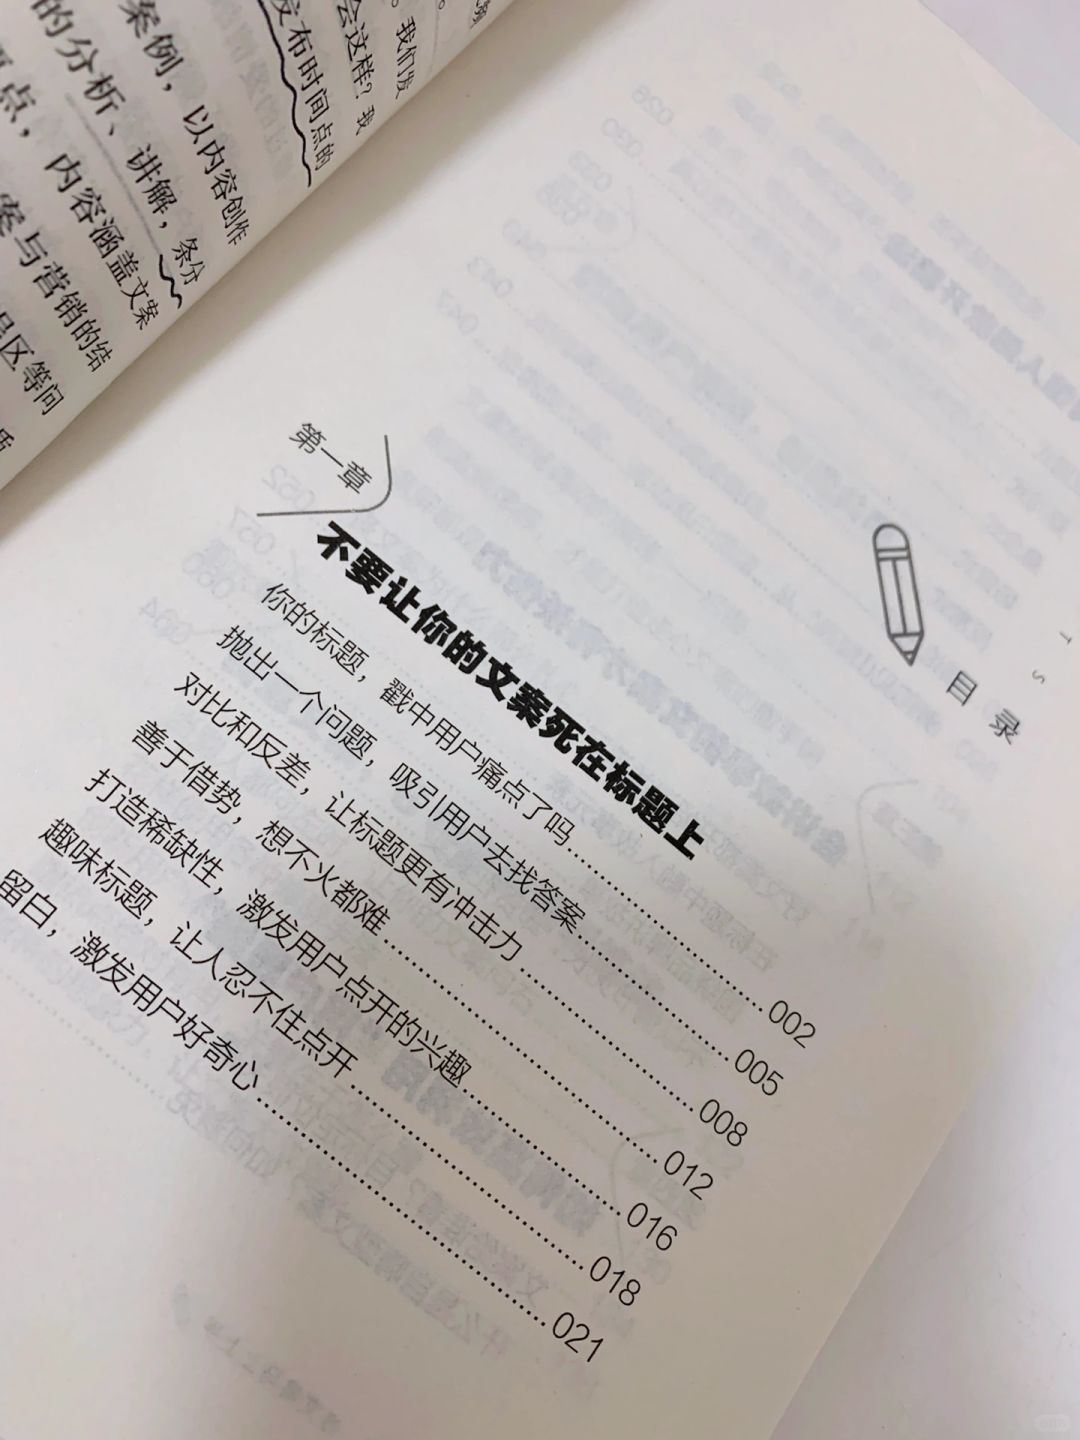 案例，以内容创作
的分析、讲解，条分
点，内容涵盖文案
案与营销的结
区等问
质
。我们发
会这样？我
发布时间点的
目录
T
S
第一章
不要让你的文案死在标题上
你的标题，戳中用户痛点了吗……002
抛出一个问题，吸引用户去找答案……005
对比和反差，让标题更有冲击力……008
善于借势，想不火都难……012
打造稀缺性，激发用户点开的兴趣……016
趣味标题，让人忍不住点开……018
留白，激发用户好奇心……021